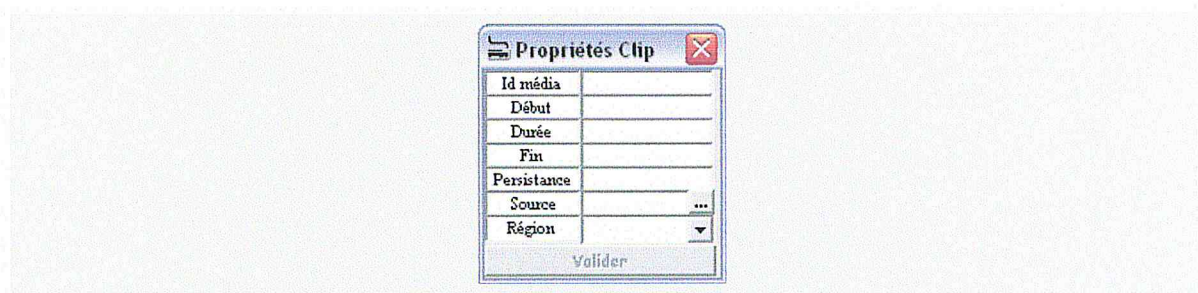 Propriétés Clip
Id média
Début
Durée
Fin
Persistance
Source ...
Région
Valider